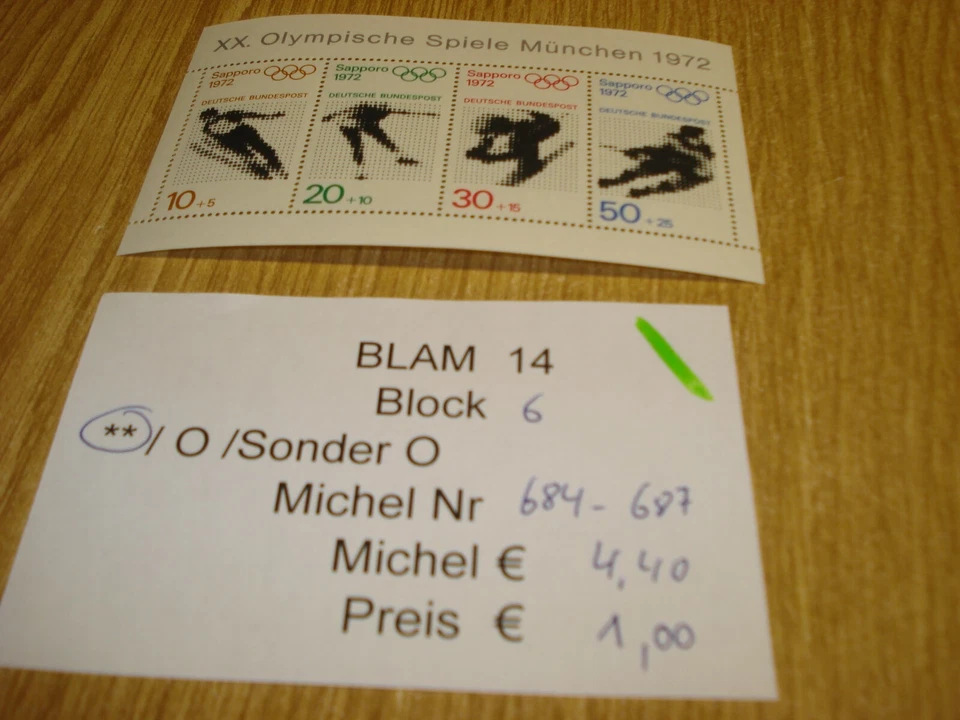 XX. Olympische Spiele München 1972
Sapporo 1972
DEUTSCHE BUNDESPOST
10 +5
Sapporo 1972
DEUTSCHE BUNDESPOST
20 +10
Sapporo 1972
DEUTSCHE BUNDESPOST
30 +15
Sapporo 1972
DEUTSCHE BUNDESPOST
50 +25
BLAM 14
Block 6
**/ O /Sonder O
Michel Nr 684- 687
Michel € 4,40
Preis € 1,00